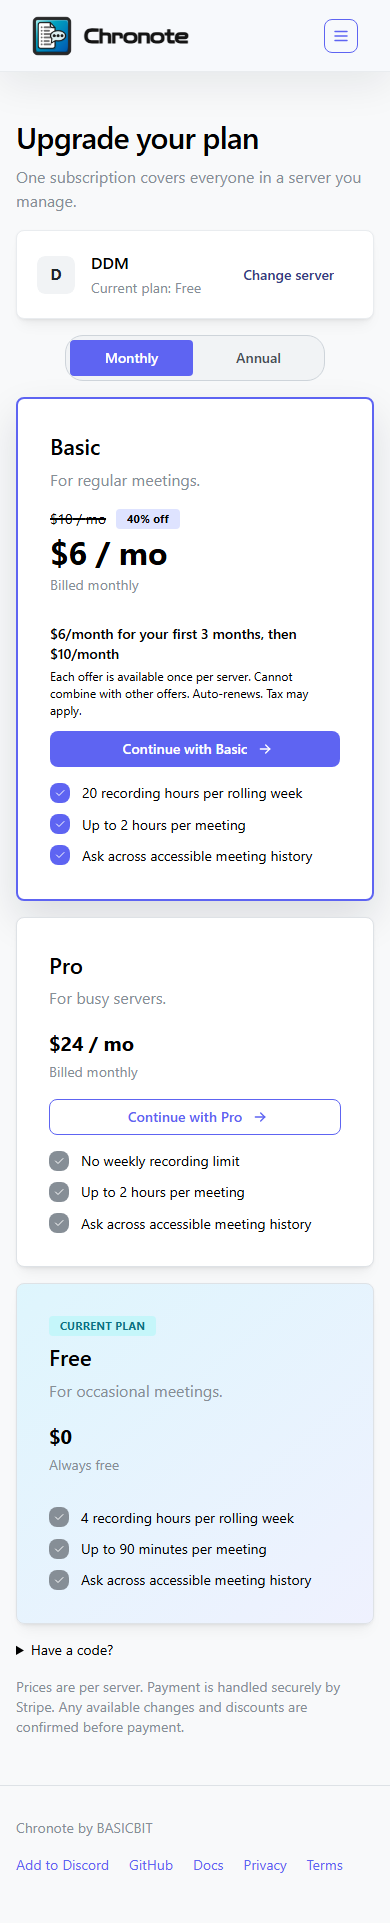 Chronote
Upgrade your plan
One subscription covers everyone in a server you
manage.
D
DDM
Current plan: Free
Change server
Monthly
Annual
Basic
For regular meetings.
$10 / mo
40% off
$6 / mo
Billed monthly
$6/month for your first 3 months, then
$10/month
Each offer is available once per server. Cannot
combine with other offers. Auto-renews. Tax may
apply.
Continue with Basic →
20 recording hours per rolling week
Up to 2 hours per meeting
Ask across accessible meeting history
Pro
For busy servers.
$24 / mo
Billed monthly
Continue with Pro →
No weekly recording limit
Up to 2 hours per meeting
Ask across accessible meeting history
CURRENT PLAN
Free
For occasional meetings.
$0
Always free
4 recording hours per rolling week
Up to 90 minutes per meeting
Ask across accessible meeting history
Have a code?
Prices are per server. Payment is handled securely by
Stripe. Any available changes and discounts are
confirmed before payment.
Chronote by BASICBIT
Add to Discord GitHub Docs Privacy Terms